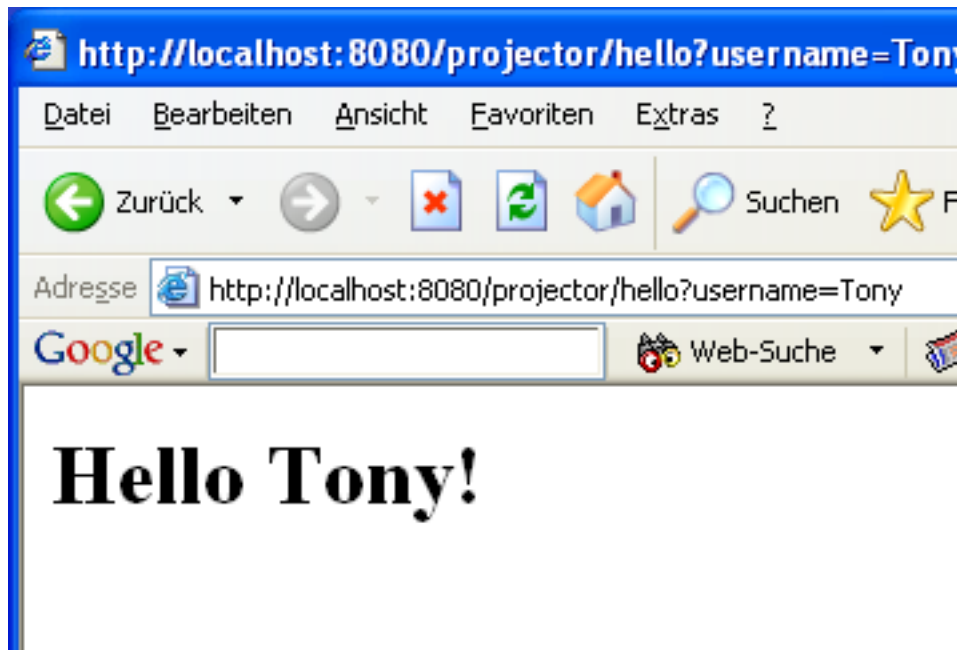 http://localhost:8080/projector/hello?username=Tony
Datei Bearbeiten Ansicht Favoriten Extras ?
Zurück Suchen F
Adresse http://localhost:8080/projector/hello?username=Tony
Google Web-Suche
Hello Tony!